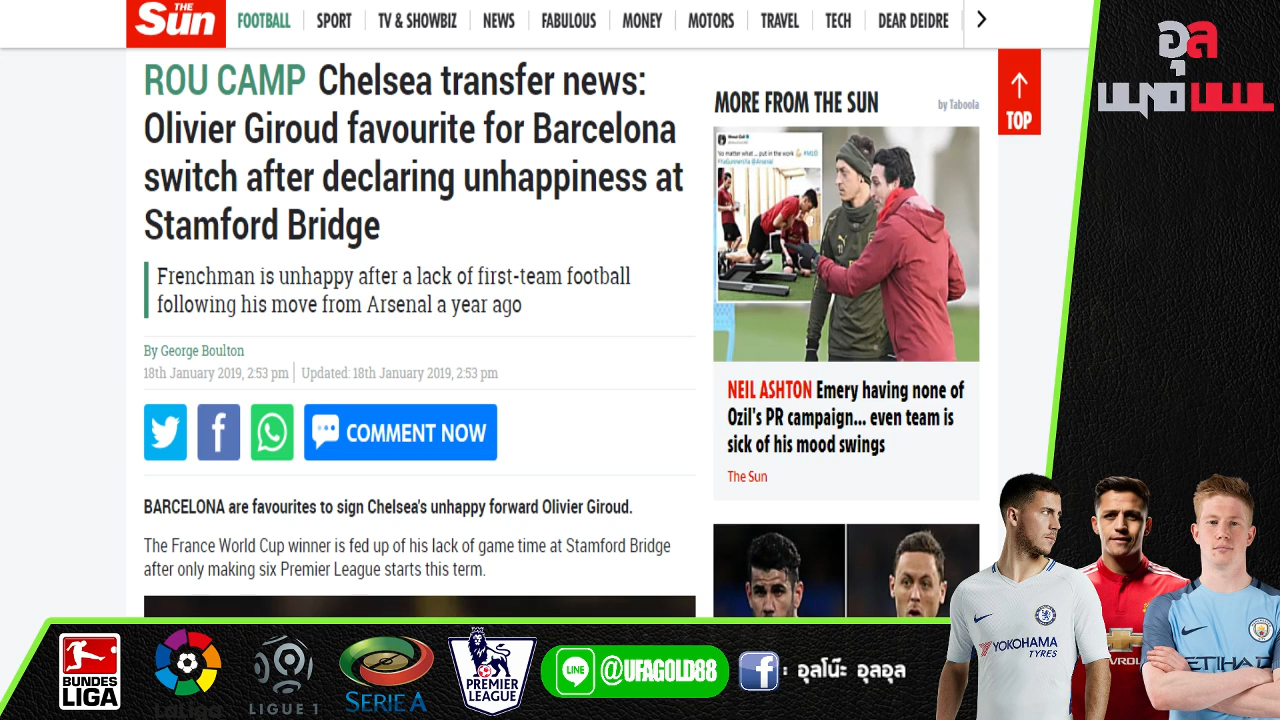 THE
Sun
FOOTBALL
SPORT
TV & SHOWBIZ
NEWS
FABULOUS
MONEY
MOTORS
TRAVEL
TECH
DEAR DEIDRE
ROU CAMP Chelsea transfer news:
Olivier Giroud favourite for Barcelona
switch after declaring unhappiness at
Stamford Bridge
Frenchman is unhappy after a lack of first-team football
following his move from Arsenal a year ago
By George Boulton
18th January 2019, 2:53 pm
Updated: 18th January 2019, 2:53 pm
COMMENT NOW
BARCELONA are favourites to sign Chelsea's unhappy forward Olivier Giroud.
The France World Cup winner is fed up of his lack of game time at Stamford Bridge
after only making six Premier League starts this term.
MORE FROM THE SUN
by Taboola
NEIL ASHTON Emery having none of
Ozil's PR campaign... even team is
sick of his mood swings
The Sun
TOP
YOKOHAMA
TYRES
BUNDES
LIGA
LaLiga
LIGUE 1
SERIE A
PREMIER
LEAGUE
LINE
@UFAGOLD88
: อุลโน๊ะ อุลอุล